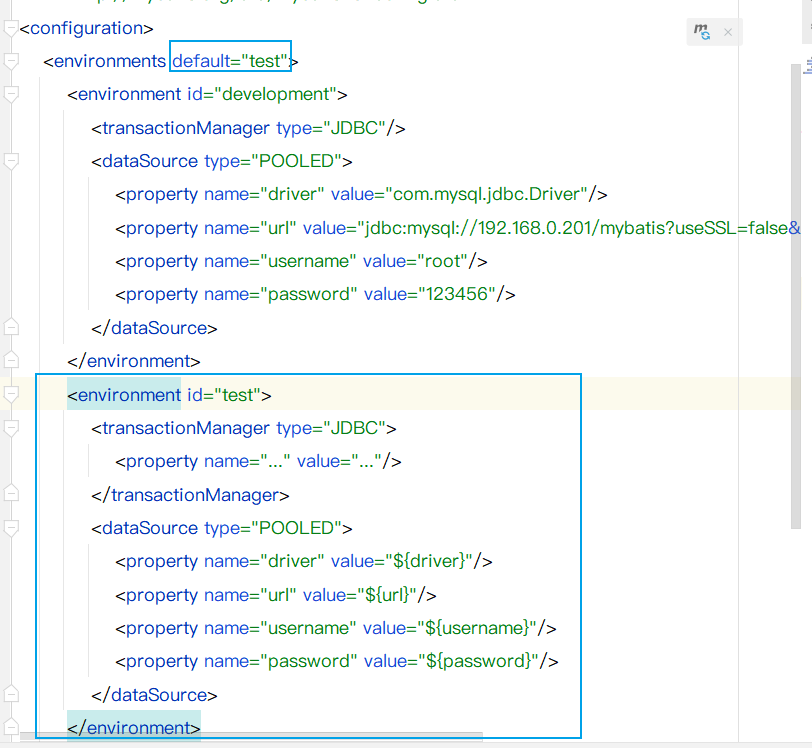 <configuration>
<environments default="test">
<environment id="development">
<transactionManager type="JDBC"/>
<dataSource type="POOLED">
<property name="driver" value="com.mysql.jdbc.Driver"/>
<property name="url" value="jdbc:mysql://192.168.0.201/mybatis?useSSL=false&
<property name="username" value="root"/>
<property name="password" value="123456"/>
</dataSource>
</environment>
<environment id="test">
<transactionManager type="JDBC">
<property name="..." value="..."/>
</transactionManager>
<dataSource type="POOLED">
<property name="driver" value="${driver}"/>
<property name="url" value="${url}"/>
<property name="username" value="${username}"/>
<property name="password" value="${password}"/>
</dataSource>
</environment>